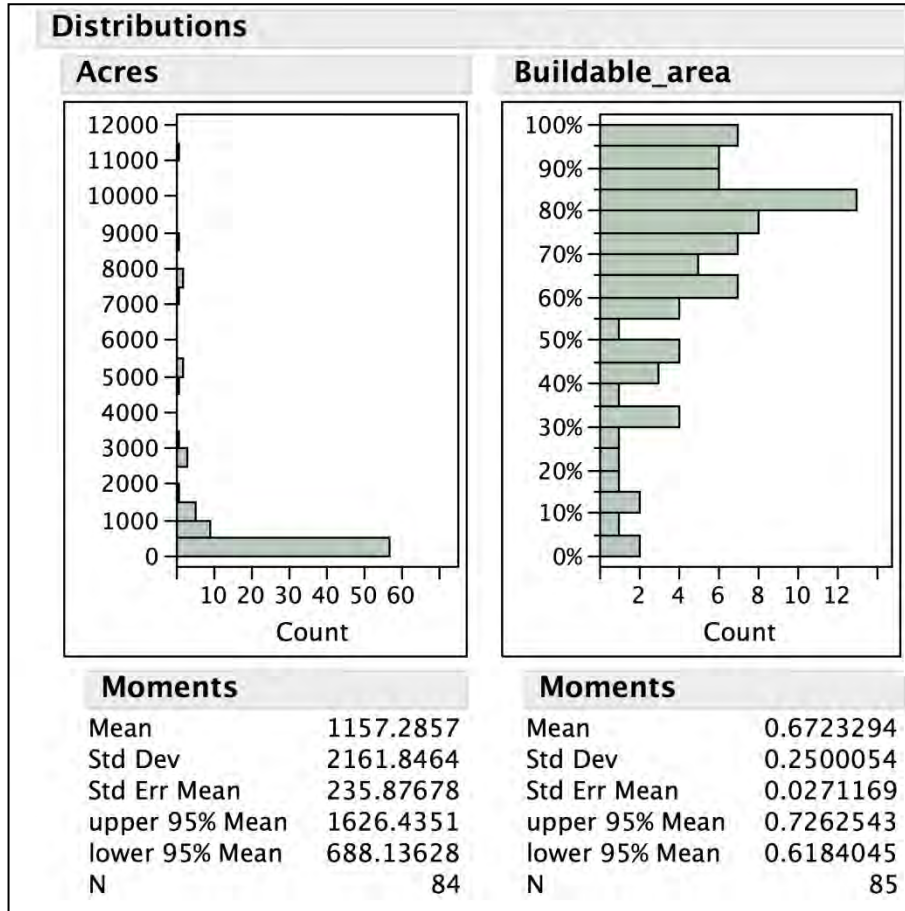 Distributions
Acres
12000
11000
10000
9000
8000
7000
6000
5000
4000
3000
2000
1000
0
10 20 30 40 50 60
Count
Moments
Mean 1157.2857
Std Dev 2161.8464
Std Err Mean 235.87678
upper 95% Mean 1626.4351
lower 95% Mean 688.13628
N 84
Buildable_area
100%
90%
80%
70%
60%
50%
40%
30%
20%
10%
0%
2 4 6 8 10 12
Count
Moments
Mean 0.6723294
Std Dev 0.2500054
Std Err Mean 0.0271169
upper 95% Mean 0.7262543
lower 95% Mean 0.6184045
N 85